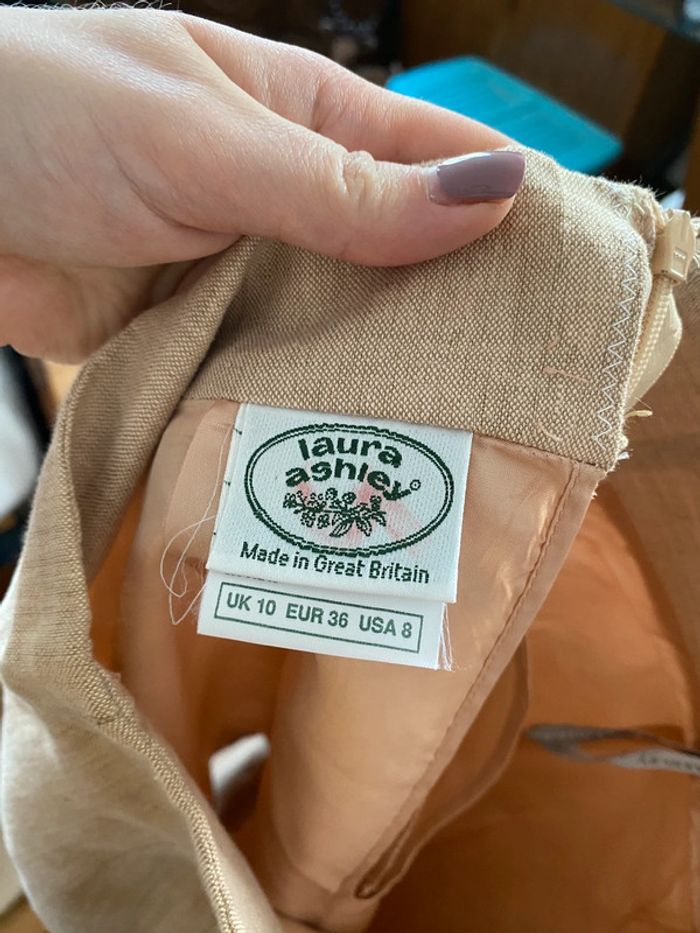 laura
ashley®
Made in Great Britain
UK 10 EUR 36 USA 8